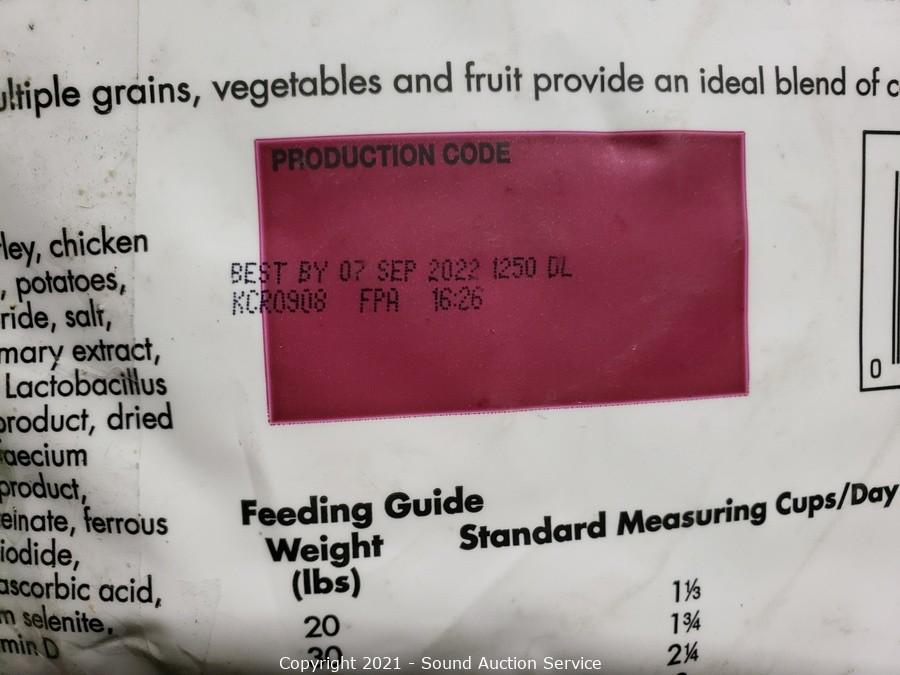 ultiple grains, vegetables and fruit provide an ideal blend of c
PRODUCTION CODE
BEST BY 07 SEP 2022 1250 DL
KCR0908 FPA 16:26
ley, chicken
, potatoes,
ride, salt,
mary extract,
Lactobacillus
product, dried
aecium
product,
einate, ferrous
iodide,
ascorbic acid,
m selenite,
min D
0
Feeding Guide
Weight
(lbs)
Standard Measuring Cups/Day
1⅓
20 1¾
30 2¼
Copyright 2021 - Sound Auction Service